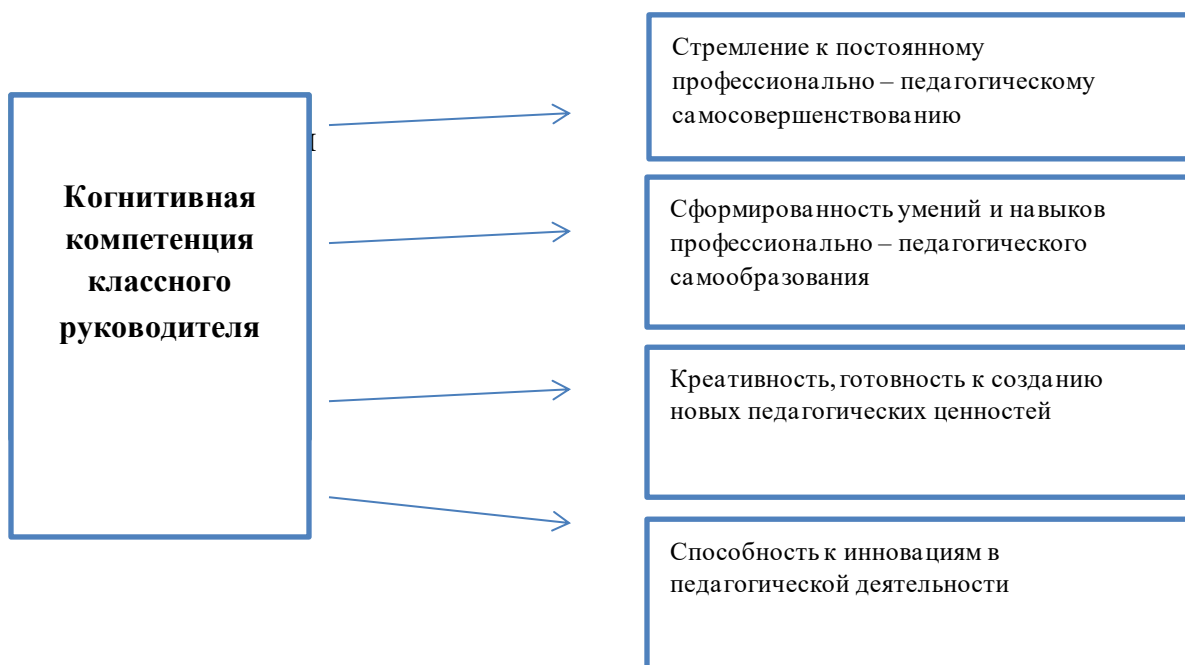 Когнитивная
компетенция
классного
руководителя
Стремление к постоянному
профессионально – педагогическому
самосовершенствованию
Сформированность умений и навыков
профессионально – педагогического
самообразования
Креативность, готовность к созданию
новых педагогических ценностей
Способность к инновациям в
педагогической деятельности